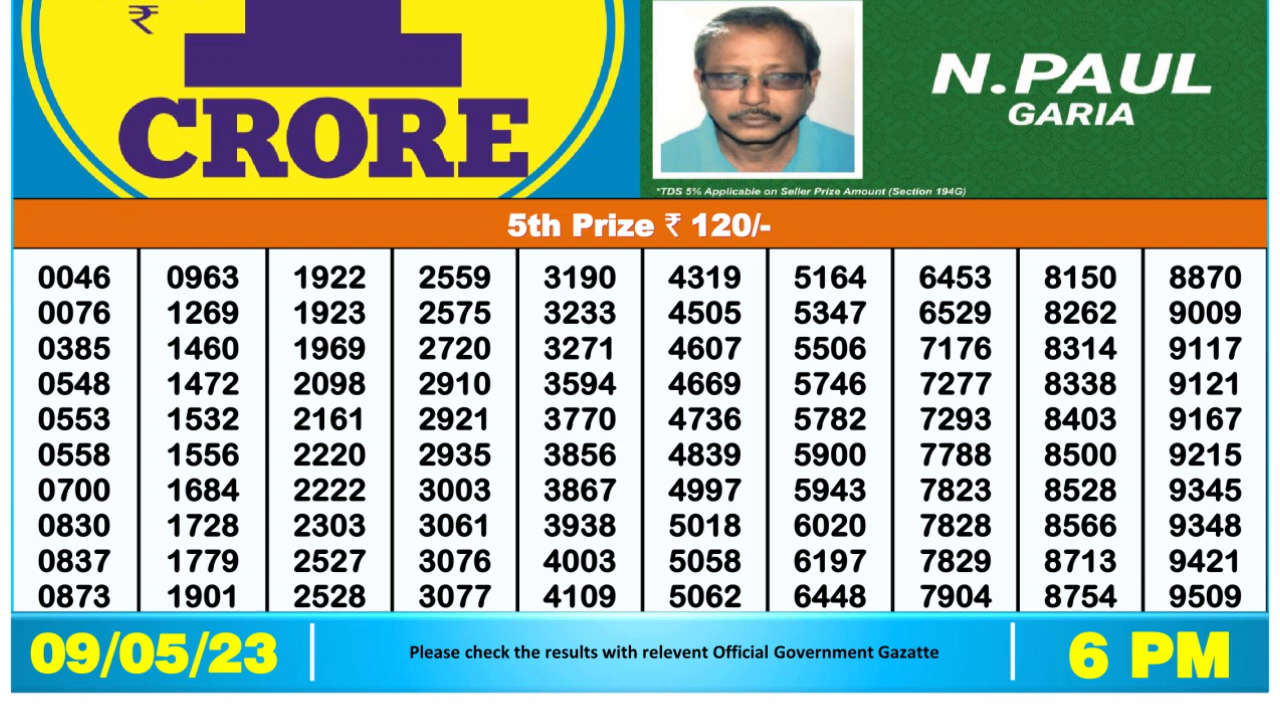 ₹
1
CRORE
N.PAUL
GARIA
*TDS 5% Applicable on Seller Prize Amount (Section 194G)
5th Prize ₹ 120/-
0046 0963 1922 2559 3190 4319 5164 6453 8150 8870
0076 1269 1923 2575 3233 4505 5347 6529 8262 9009
0385 1460 1969 2720 3271 4607 5506 7176 8314 9117
0548 1472 2098 2910 3594 4669 5746 7277 8338 9121
0553 1532 2161 2921 3770 4736 5782 7293 8403 9167
0558 1556 2220 2935 3856 4839 5900 7788 8500 9215
0700 1684 2222 3003 3867 4997 5943 7823 8528 9345
0830 1728 2303 3061 3938 5018 6020 7828 8566 9348
0837 1779 2527 3076 4003 5058 6197 7829 8713 9421
0873 1901 2528 3077 4109 5062 6448 7904 8754 9509
09/05/23
Please check the results with relevent Official Government Gazatte
6 PM